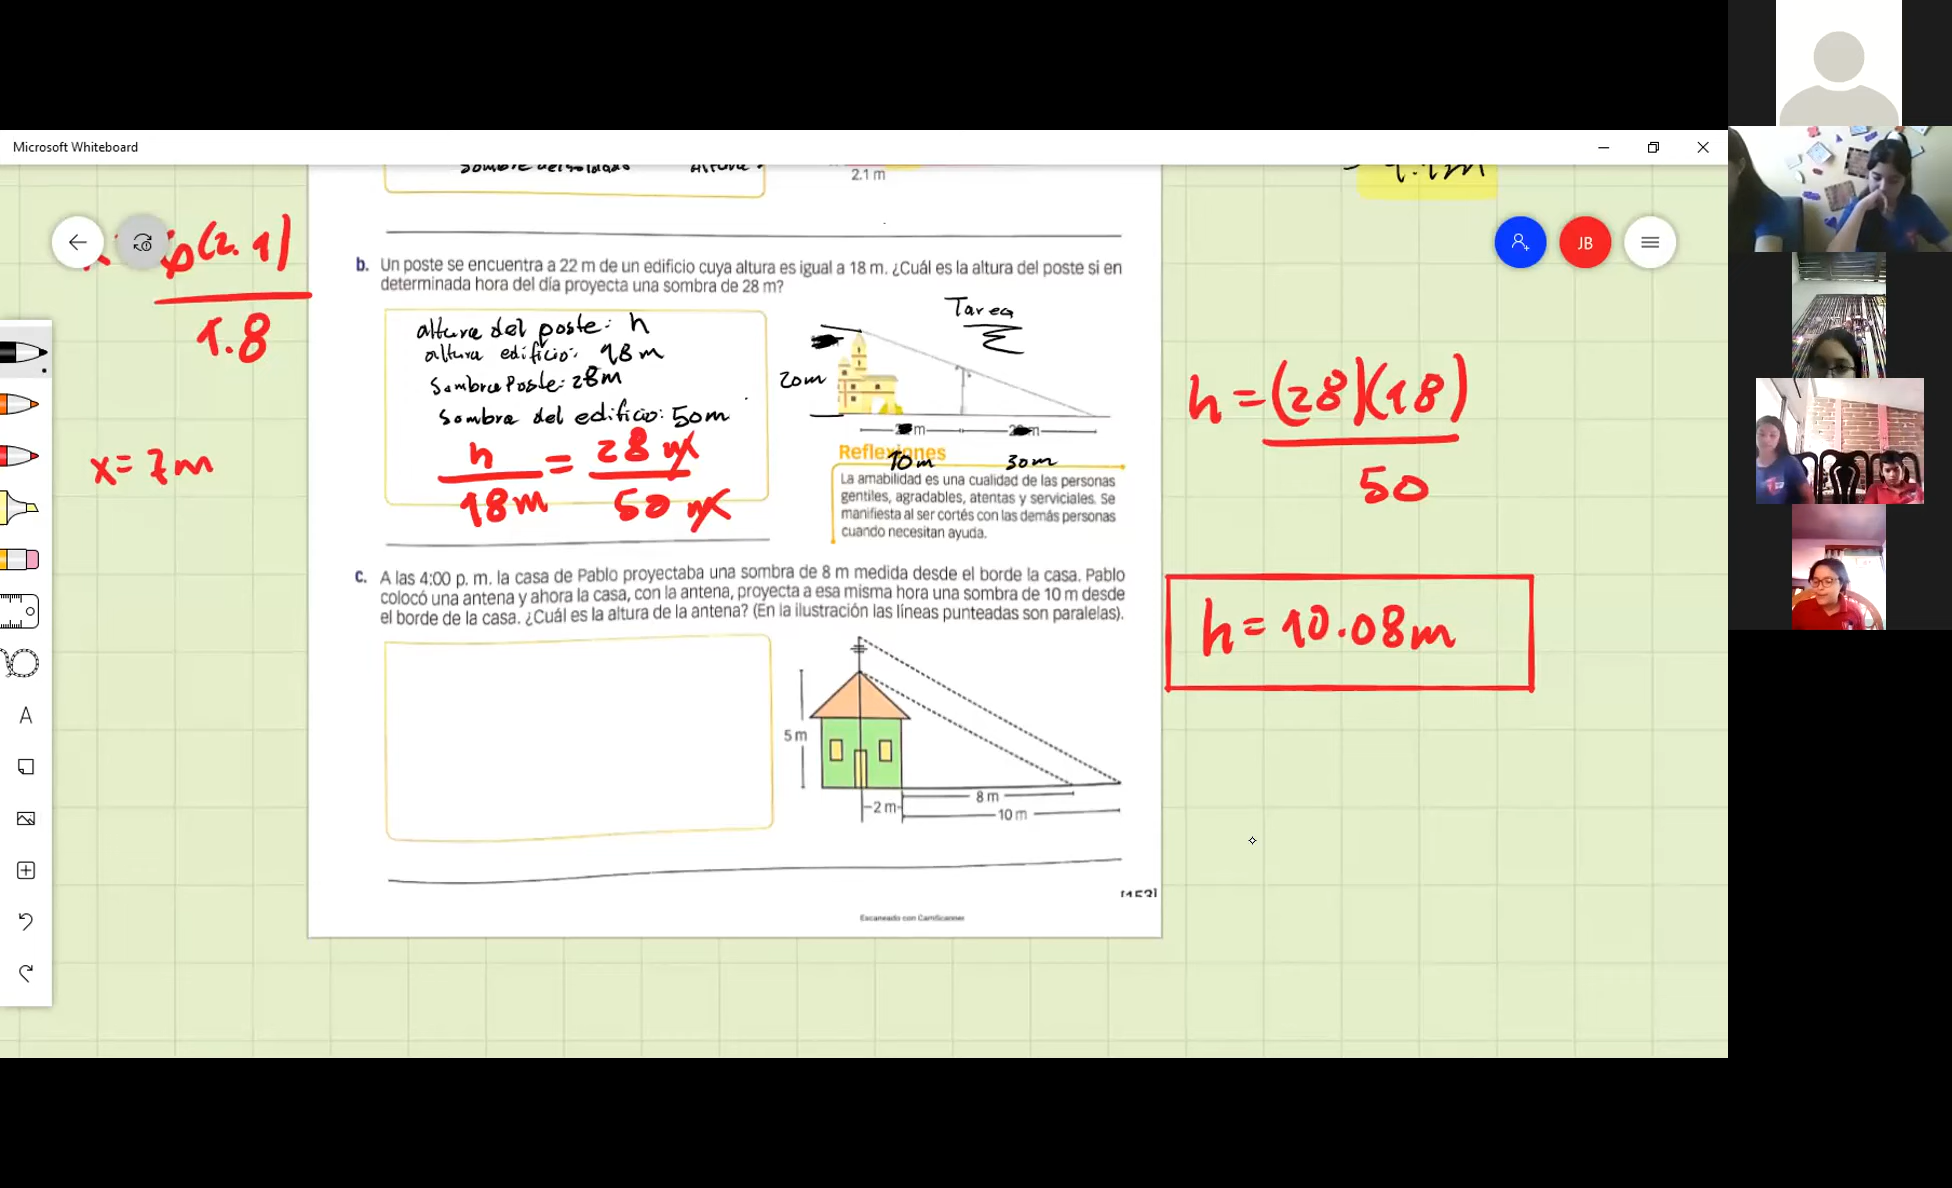 Microsoft Whiteboard
2.1 m
(2.1)
1.8
x = 7m
b. Un poste se encuentra a 22 m de un edificio cuya altura es igual a 18 m. ¿Cuál es la altura del poste si en
determinada hora del día proyecta una sombra de 28 m?
altura del poste: h
altura edificio: 18 m
Sombra Poste: 28m
Sombra del edificio: 50m
h/18m = 28 m/50 m
Tarea
20m
m
10m
30m
Reflexiones
La amabilidad es una cualidad de las personas
gentiles, agradables, atentas y serviciales. Se
manifiesta al ser cortés con las demás personas
cuando necesitan ayuda.
h = (28)(18)
50
h = 10.08m
JB
c. A las 4:00 p. m. la casa de Pablo proyectaba una sombra de 8 m medida desde el borde la casa. Pablo
colocó una antena y ahora la casa, con la antena, proyecta a esa misma hora una sombra de 10 m desde
el borde de la casa. ¿Cuál es la altura de la antena? (En la ilustración las líneas punteadas son paralelas).
5 m
2 m
8 m
10 m
Escaneado con CamScanner
A